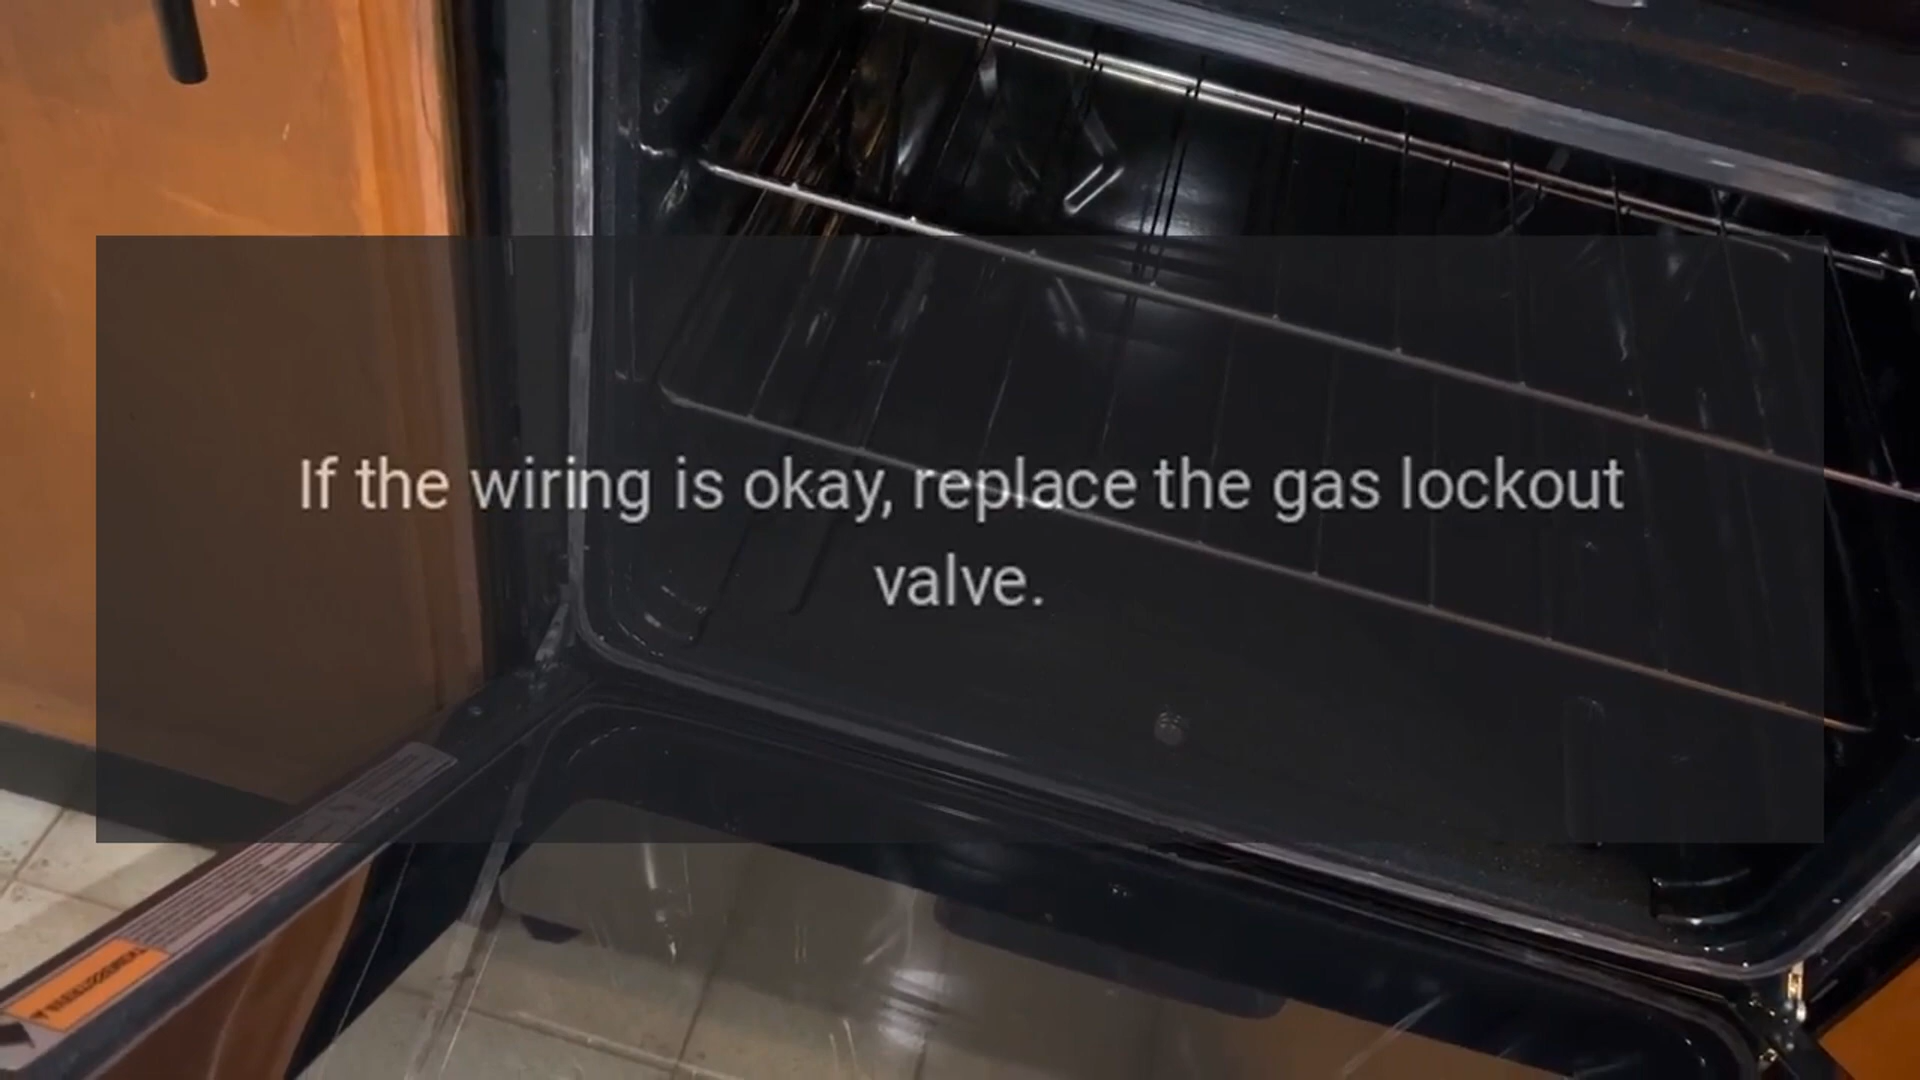 If the wiring is okay, replace the gas lockout
valve.